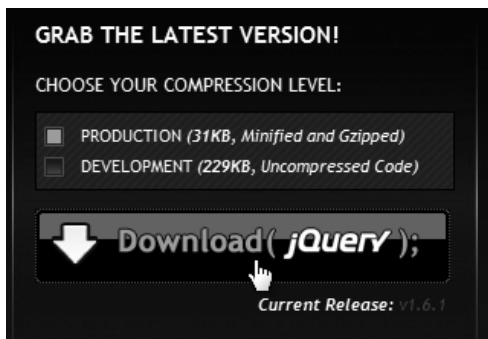 GRAB THE LATEST VERSION!
CHOOSE YOUR COMPRESSION LEVEL:
PRODUCTION (31KB, Minified and Gzipped)
DEVELOPMENT (229KB, Uncompressed Code)
Download( jQuery );
Current Release: v1.6.1